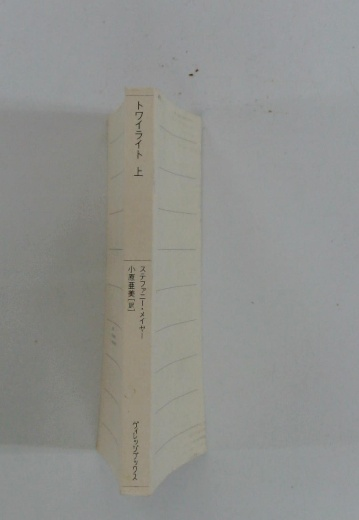 トワイライト 上
ステファニー・メイヤー
小原亜美[訳]
ヴィレッジブックス